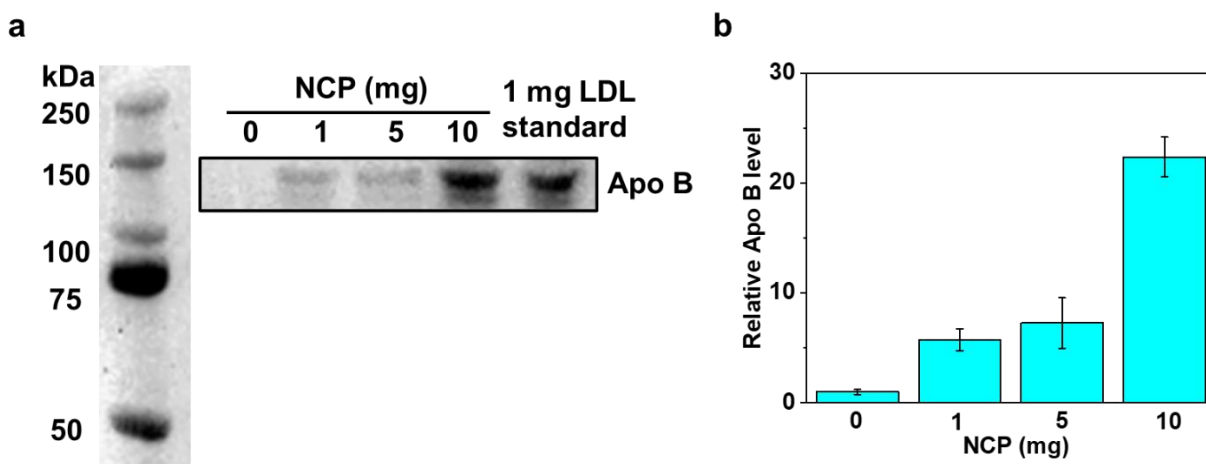 a
kDa
250
150
100
75
50
NCP (mg)
0 1 5 10
1 mg LDL
standard
Apo B
b
Relative Apo B level
30
20
10
0
0 1 5 10
NCP (mg)